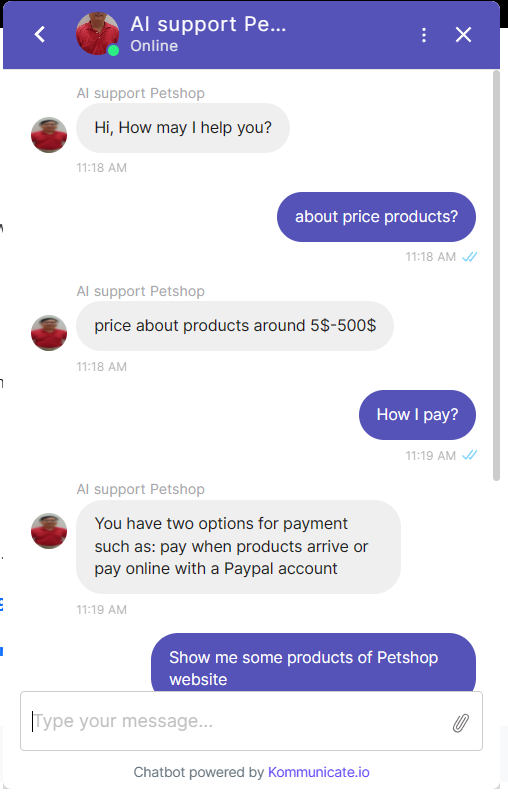 AI support Pe...
Online
AI support Petshop
Hi, How may I help you?
11:18 AM
about price products?
11:18 AM
AI support Petshop
price about products around 5$-500$
11:18 AM
How I pay?
11:19 AM
AI support Petshop
You have two options for payment
such as: pay when products arrive or
pay online with a Paypal account
11:19 AM
Show me some products of Petshop
website
Type your message...
Chatbot powered by Kommunicate.io